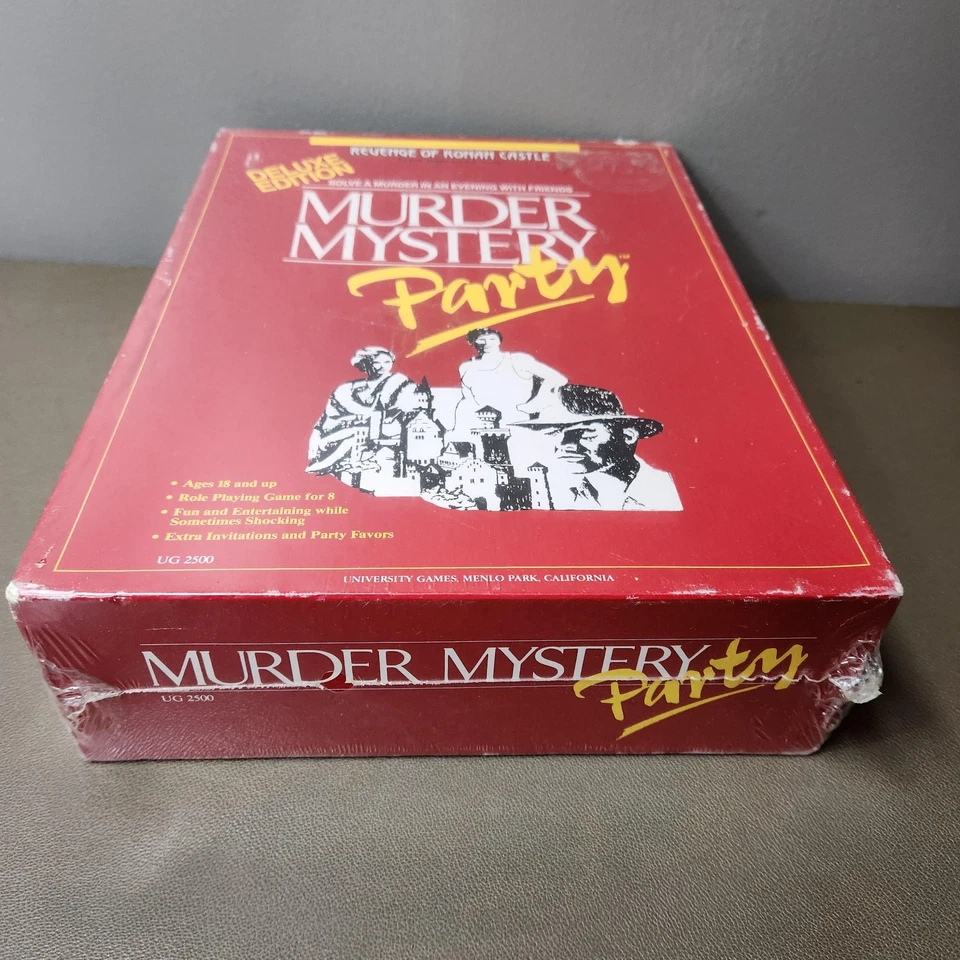 REVENGE OF RONAN CASTLE
DELUXE
EDITION
SOLVE A MURDER IN AN EVENING WITH FRIENDS
MURDER
MYSTERY
Party™
• Ages 18 and up
• Role Playing Game for 8
• Fun and Entertaining while
Sometimes Shocking
• Extra Invitations and Party Favors
UG 2500
UNIVERSITY GAMES, MENLO PARK, CALIFORNIA
MURDER MYSTERY Party
UG 2500